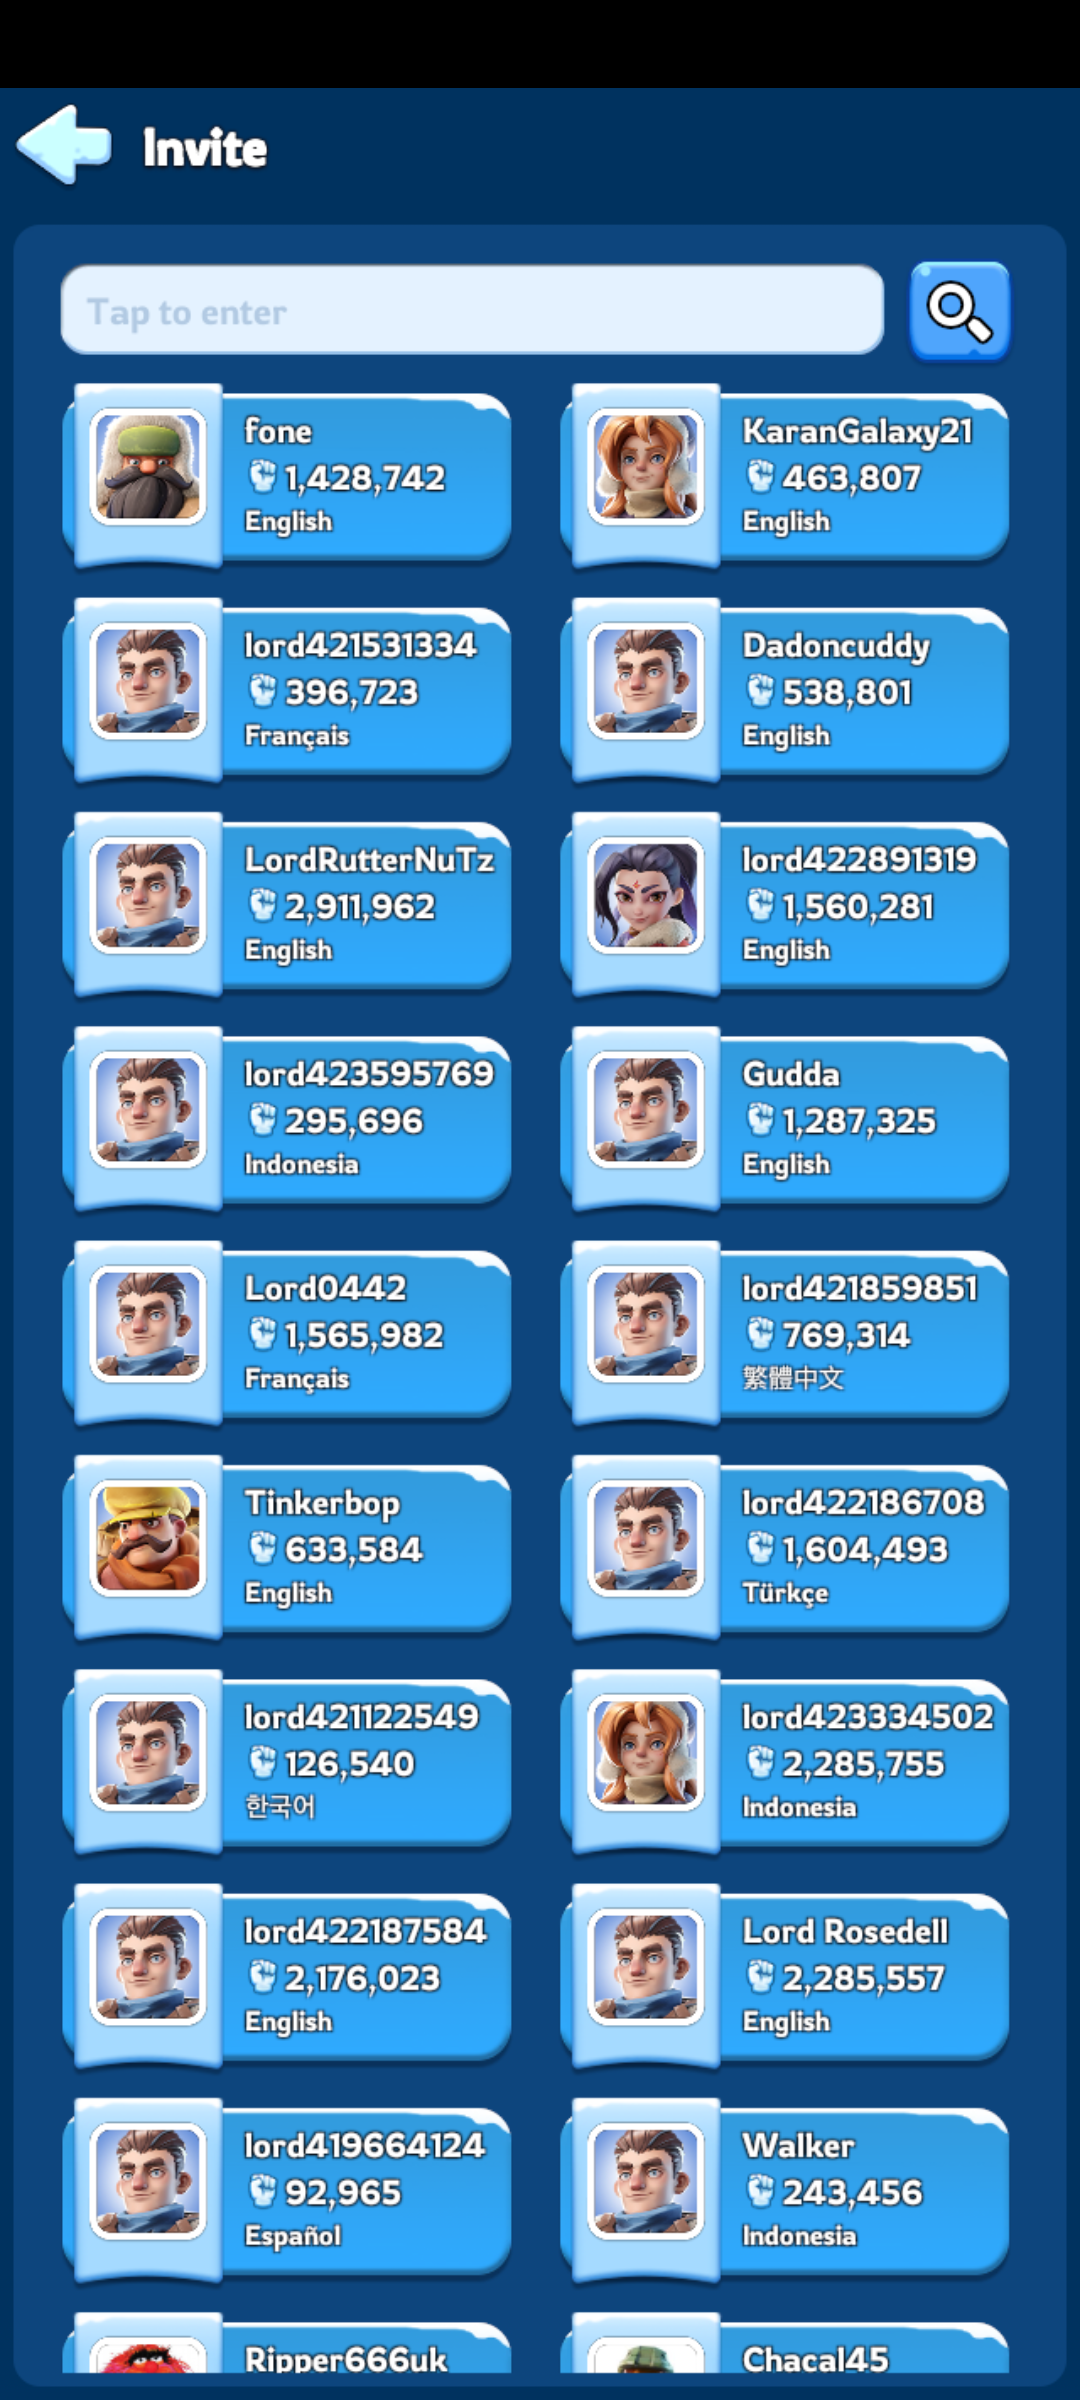 Invite
Tap to enter
fone
1,428,742
English
KaranGalaxy21
463,807
English
lord421531334
396,723
Français
Dadoncuddy
538,801
English
LordRutterNuTz
2,911,962
English
lord422891319
1,560,281
English
lord423595769
295,696
Indonesia
Gudda
1,287,325
English
Lord0442
1,565,982
Français
lord421859851
769,314
繁體中文
Tinkerbop
633,584
English
lord422186708
1,604,493
Türkçe
lord421122549
126,540
한국어
lord423334502
2,285,755
Indonesia
lord422187584
2,176,023
English
Lord Rosedell
2,285,557
English
lord419664124
92,965
Español
Walker
243,456
Indonesia
Ripper666uk
Chacal45